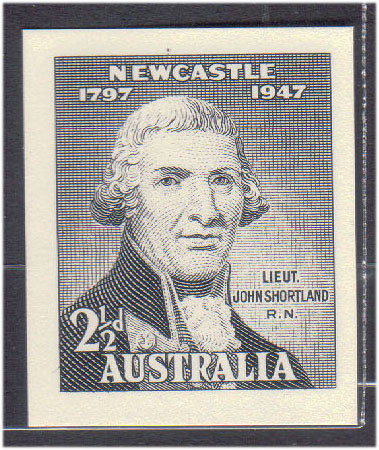 NEWCASTLE
1797 1947
LIEUT.
JOHN SHORTLAND
R.N.
2½d
AUSTRALIA